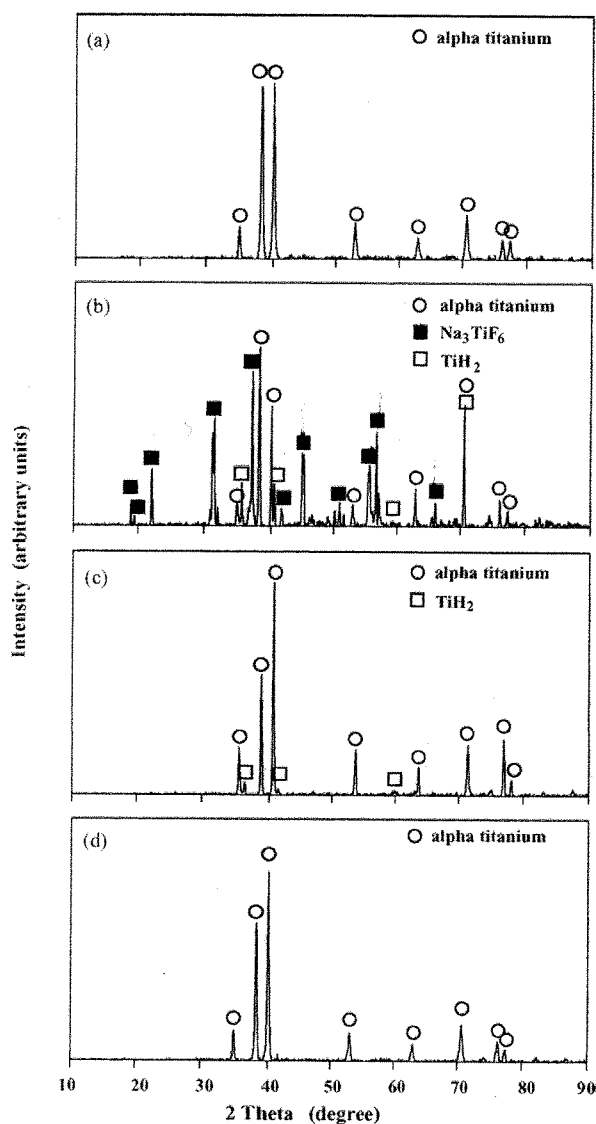 (a)
alpha titanium
(b)
alpha titanium
Na3TiF6
TiH2
(c)
alpha titanium
TiH2
(d)
alpha titanium
Intensity (arbitrary units)
10 20 30 40 50 60 70 80 90
2 Theta (degree)